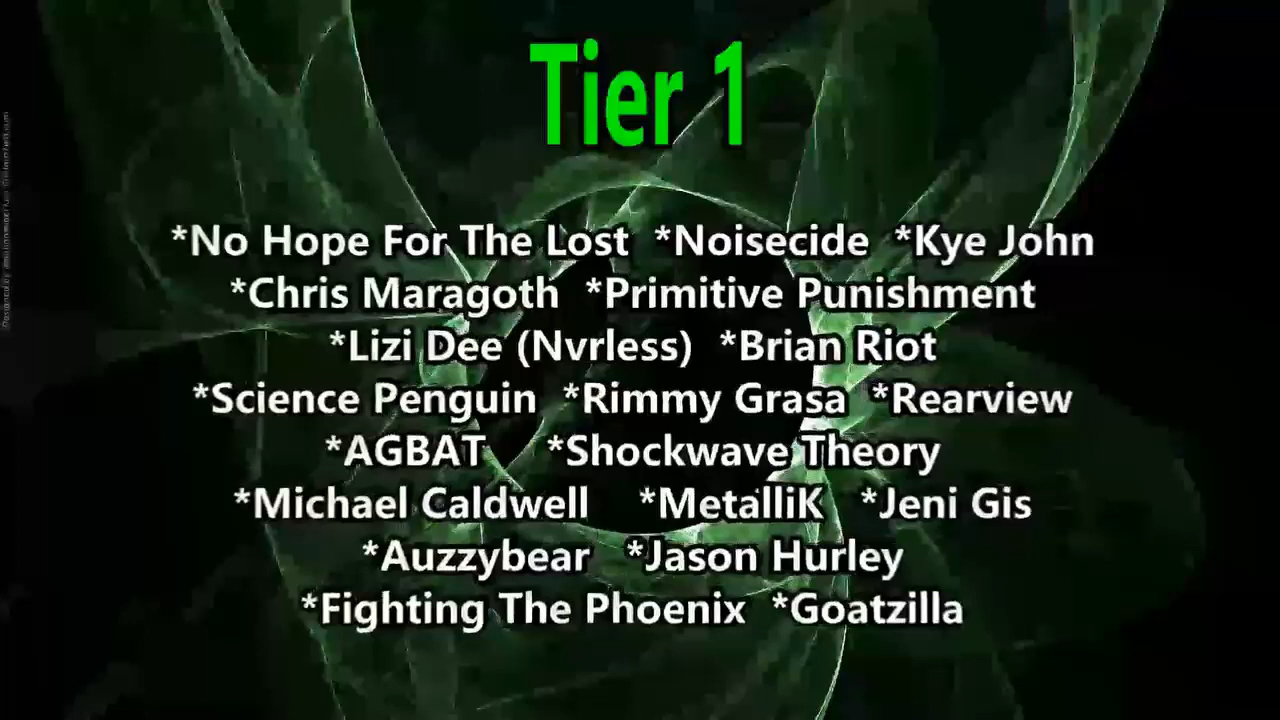 Tier 1
*No Hope For The Lost *Noisecide *Kye John
*Chris Maragoth *Primitive Punishment
*Lizi Dee (Nvrless) *Brian Riot
*Science Penguin *Rimmy Grasa *Rearview
*AGBAT *Shockwave Theory
*Michael Caldwell *MetalliK *Jeni Gis
*Auzzybear *Jason Hurley
*Fighting The Phoenix *Goatzilla